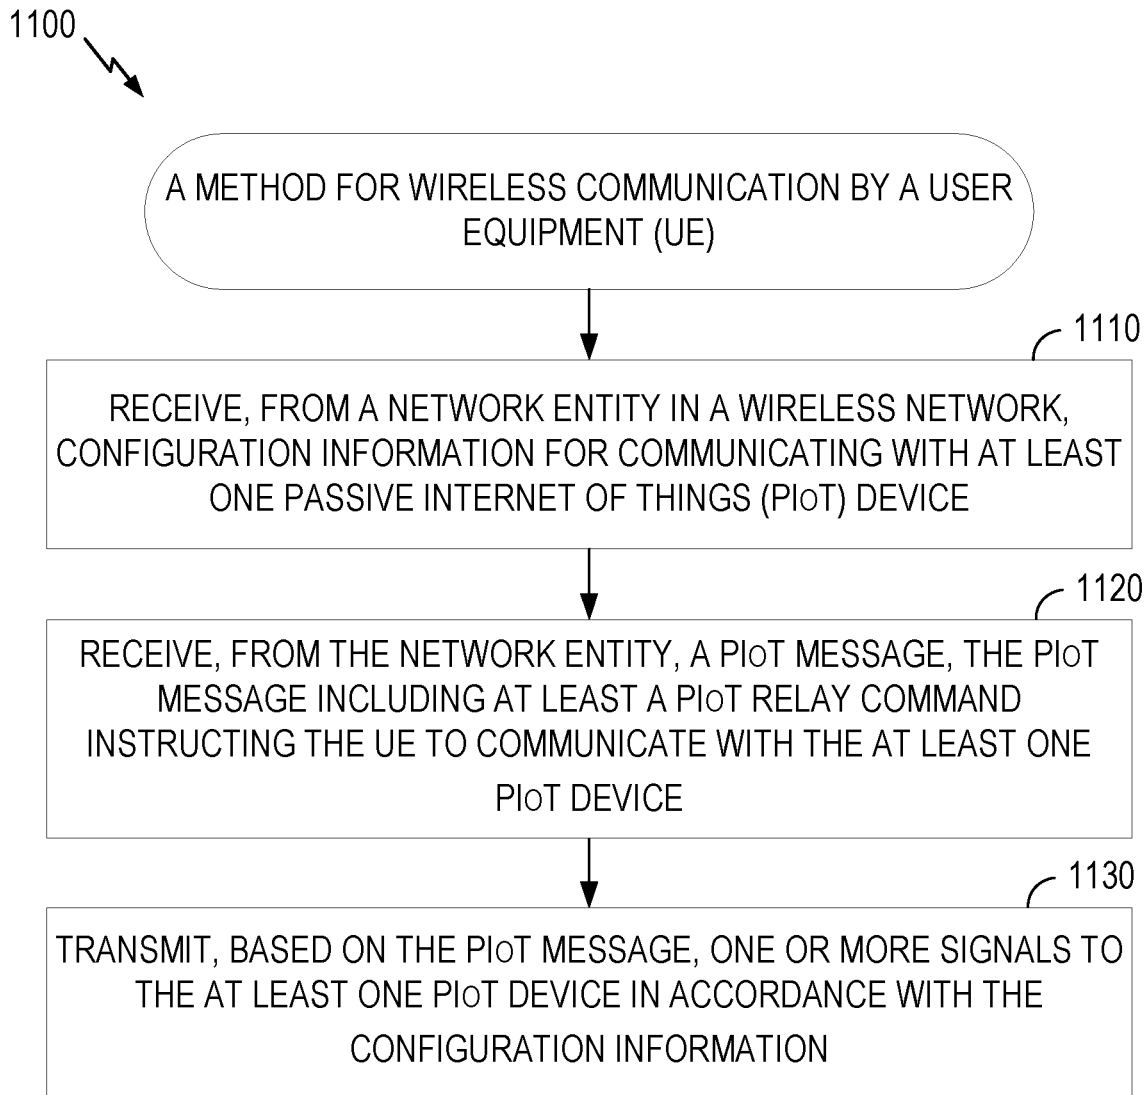 1100
A METHOD FOR WIRELESS COMMUNICATION BY A USER
EQUIPMENT (UE)
1110
RECEIVE, FROM A NETWORK ENTITY IN A WIRELESS NETWORK,
CONFIGURATION INFORMATION FOR COMMUNICATING WITH AT LEAST
ONE PASSIVE INTERNET OF THINGS (PIoT) DEVICE
1120
RECEIVE, FROM THE NETWORK ENTITY, A PIoT MESSAGE, THE PIoT
MESSAGE INCLUDING AT LEAST A PIoT RELAY COMMAND
INSTRUCTING THE UE TO COMMUNICATE WITH THE AT LEAST ONE
PIoT DEVICE
1130
TRANSMIT, BASED ON THE PIoT MESSAGE, ONE OR MORE SIGNALS TO
THE AT LEAST ONE PIoT DEVICE IN ACCORDANCE WITH THE
CONFIGURATION INFORMATION